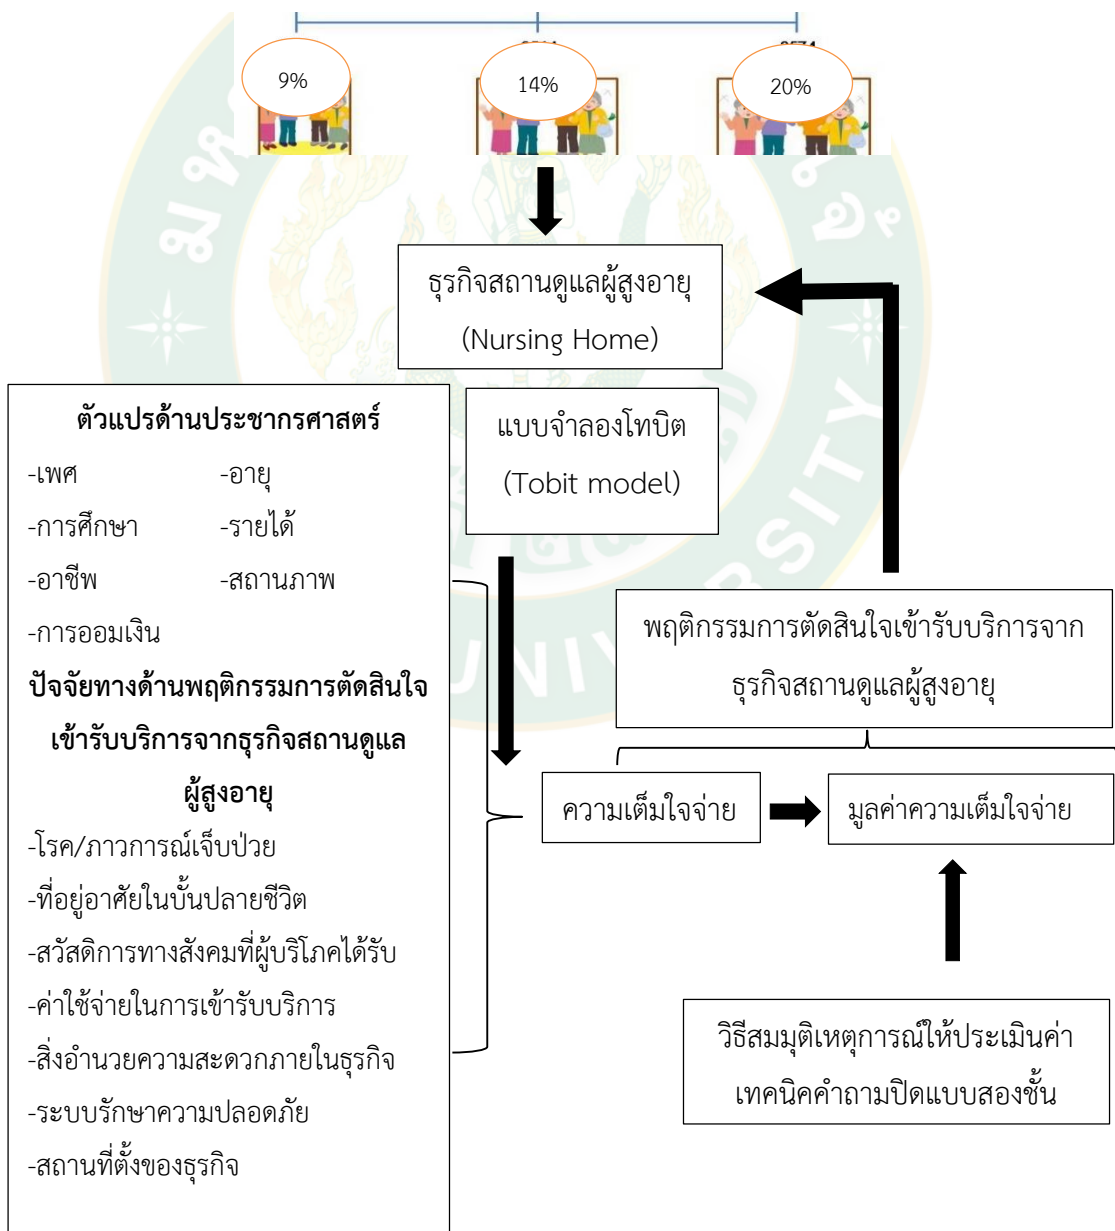 9%
14%
20%
ธุรกิจสถานดูแลผู้สูงอายุ
(Nursing Home)
แบบจำลองโทบิต
(Tobit model)
ตัวแปรด้านประชากรศาสตร์
-เพศ -อายุ
-การศึกษา -รายได้
-อาชีพ -สถานภาพ
-การออมเงิน
ปัจจัยทางด้านพฤติกรรมการตัดสินใจ
เข้ารับบริการจากธุรกิจสถานดูแล
ผู้สูงอายุ
-โรค/ภาวการณ์เจ็บป่วย
-ที่อยู่อาศัยในบั้นปลายชีวิต
-สวัสดิการทางสังคมที่ผู้บริโภคได้รับ
-ค่าใช้จ่ายในการเข้ารับบริการ
-สิ่งอำนวยความสะดวกภายในธุรกิจ
-ระบบรักษาความปลอดภัย
-สถานที่ตั้งของธุรกิจ
พฤติกรรมการตัดสินใจเข้ารับบริการจาก
ธุรกิจสถานดูแลผู้สูงอายุ
ความเต็มใจจ่าย
มูลค่าความเต็มใจจ่าย
วิธีสมมุติเหตุการณ์ให้ประเมินค่า
เทคนิคคำถามปิดแบบสองชั้น